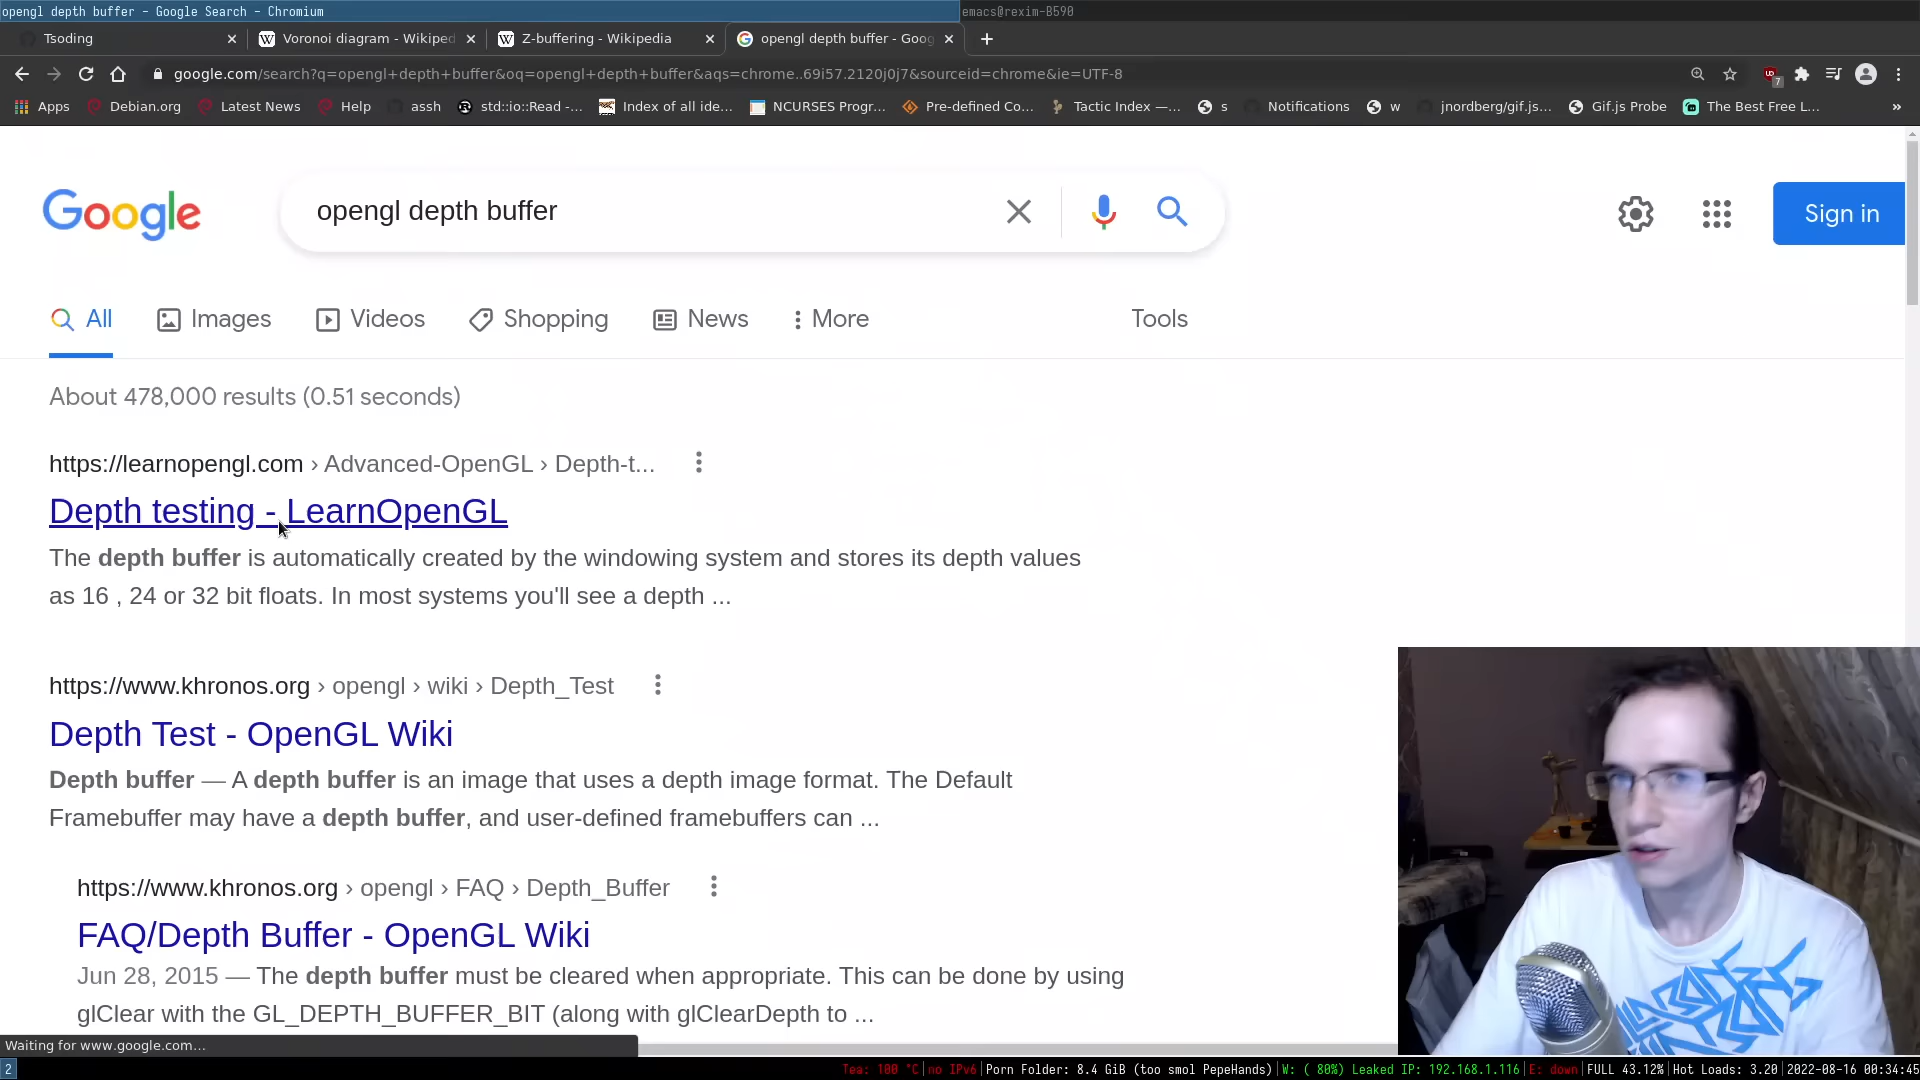 opengl depth buffer - Google Search - Chromium
emacs@rexim-B590
Tsoding
Voronoi diagram - Wikiped
Z-buffering - Wikipedia
opengl depth buffer - Goog
google.com/search?q=opengl+depth+buffer&oq=opengl+depth+buffer&aqs=chrome..69i57.2120j0j7&sourceid=chrome&ie=UTF-8
Apps
Debian.org
Latest News
Help
assh
std::io::Read -...
Index of all ide...
NCURSES Progr...
Pre-defined Co...
Tactic Index —...
s
Notifications
w
jnordberg/gif.js...
Gif.js Probe
The Best Free L...
»
Google
opengl depth buffer
Sign in
All
Images
Videos
Shopping
News
More
Tools
About 478,000 results (0.51 seconds)
https://learnopengl.com › Advanced-OpenGL › Depth-t...
Depth testing - LearnOpenGL
The depth buffer is automatically created by the windowing system and stores its depth values
as 16 , 24 or 32 bit floats. In most systems you'll see a depth ...
https://www.khronos.org › opengl › wiki › Depth_Test
Depth Test - OpenGL Wiki
Depth buffer — A depth buffer is an image that uses a depth image format. The Default
Framebuffer may have a depth buffer, and user-defined framebuffers can ...
https://www.khronos.org › opengl › FAQ › Depth_Buffer
FAQ/Depth Buffer - OpenGL Wiki
Jun 28, 2015 — The depth buffer must be cleared when appropriate. This can be done by using
glClear with the GL_DEPTH_BUFFER_BIT (along with glClearDepth to ...
Waiting for www.google.com...
2
Tea: 100 °C|no IPv6|Porn Folder: 8.4 GiB (too smol PepeHands)|W: ( 80%) Leaked IP: 192.168.1.116|E: down|FULL 43.12%|Hot Loads: 3.20|2022-08-16 00:34:45